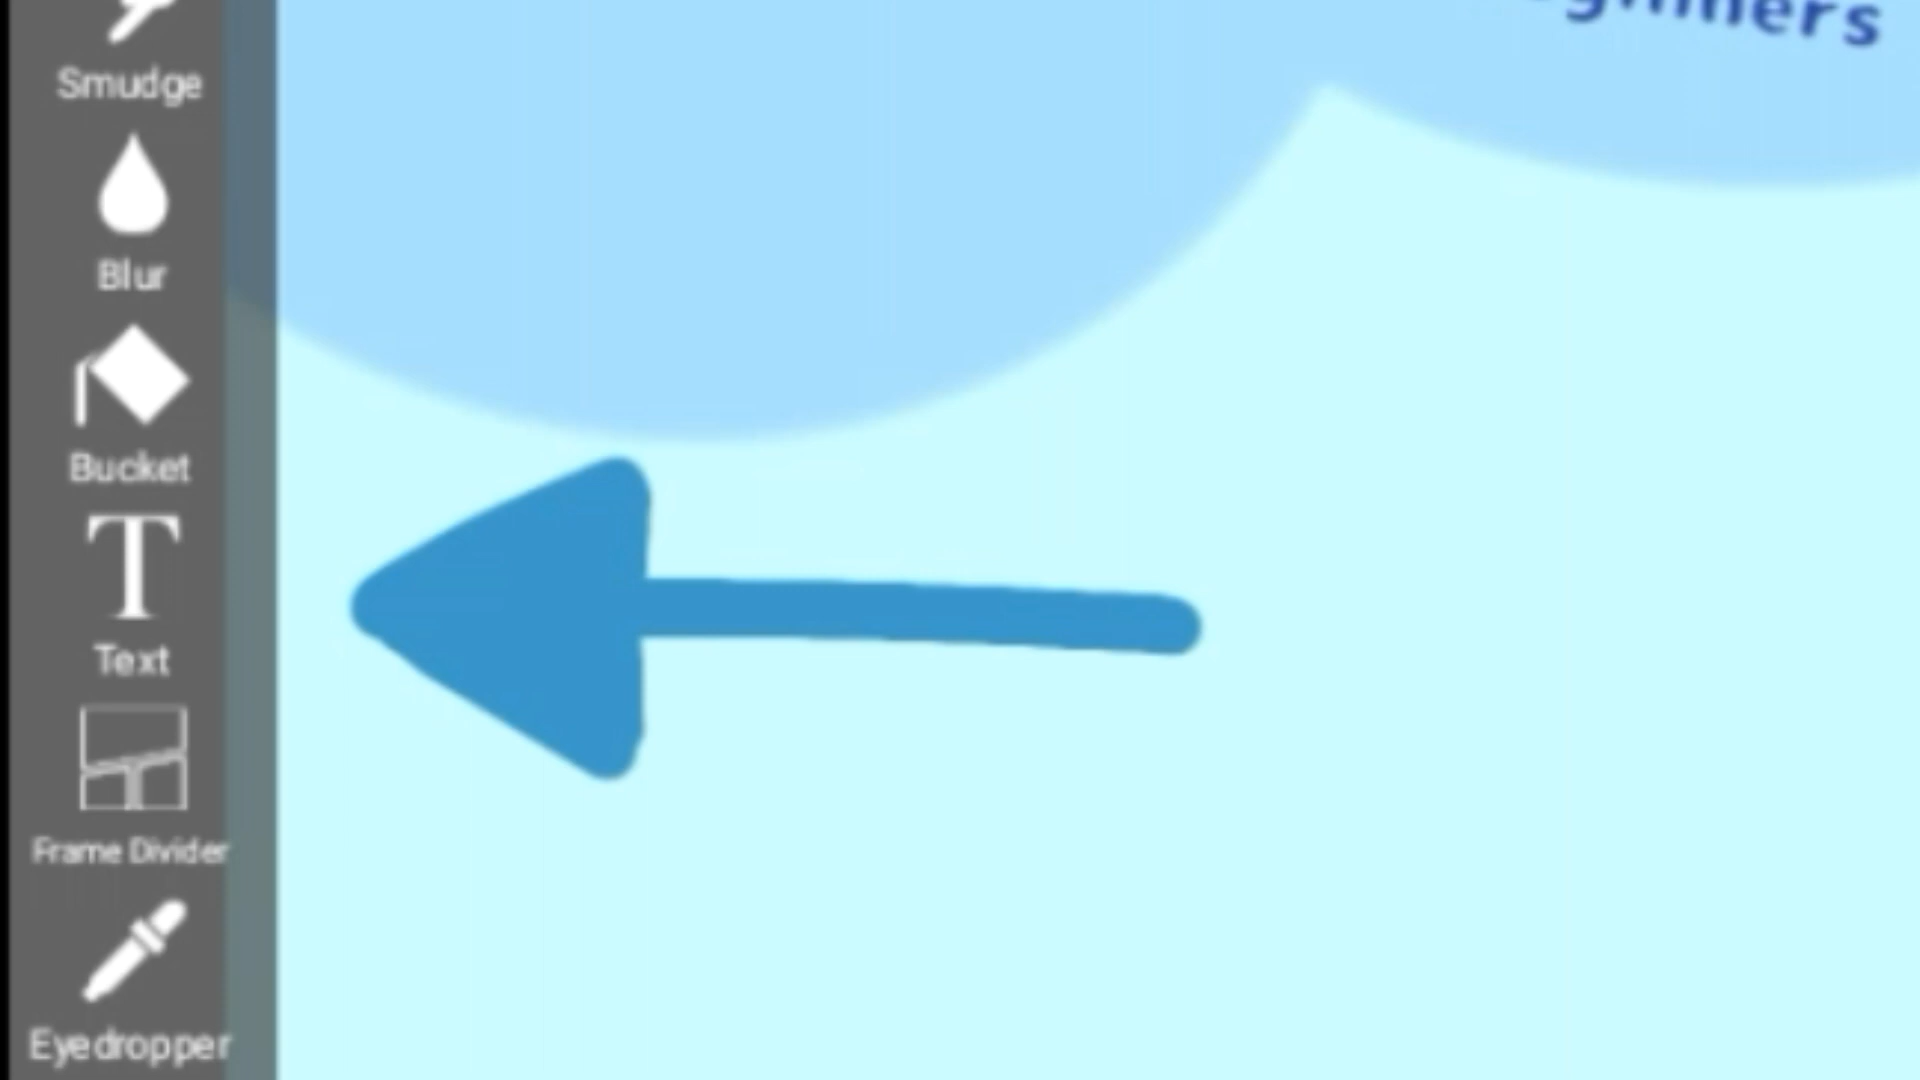 Smudge
Blur
Bucket
T
Text
Frame Divider
Eyedropper